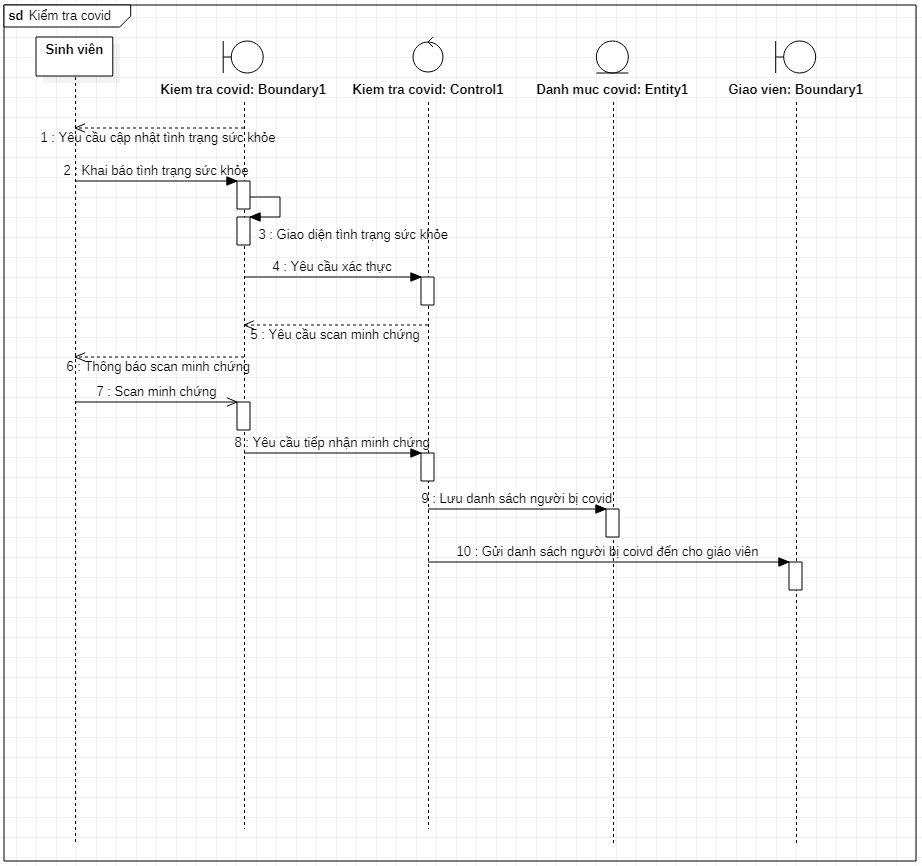 sd Kiểm tra covid
Sinh viên
Kiem tra covid: Boundary1
Kiem tra covid: Control1
Danh muc covid: Entity1
Giao vien: Boundary1
1 : Yêu cầu cập nhật tình trạng sức khỏe
2 : Khai báo tình trạng sức khỏe
3 : Giao diện tình trạng sức khỏe
4 : Yêu cầu xác thực
5 : Yêu cầu scan minh chứng
6 : Thông báo scan minh chứng
7 : Scan minh chứng
8 : Yêu cầu tiếp nhận minh chứng
9 : Lưu danh sách người bị covid
10 : Gửi danh sách người bị coivd đến cho giáo viên